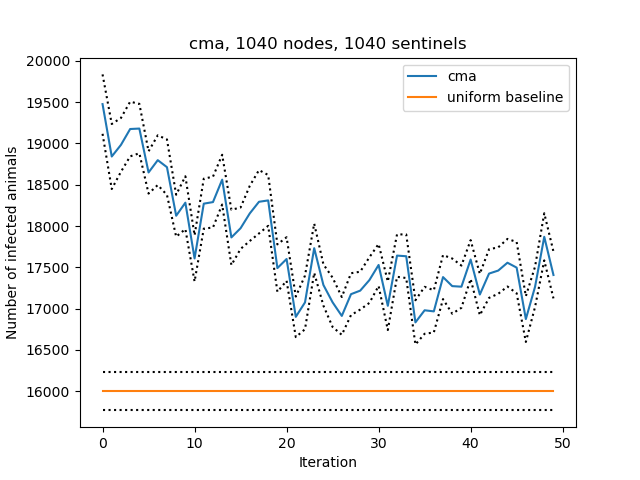 cma, 1040 nodes, 1040 sentinels
cma
uniform baseline
20000
19500
19000
18500
18000
17500
17000
16500
16000
Number of infected animals
0 10 20 30 40 50
Iteration